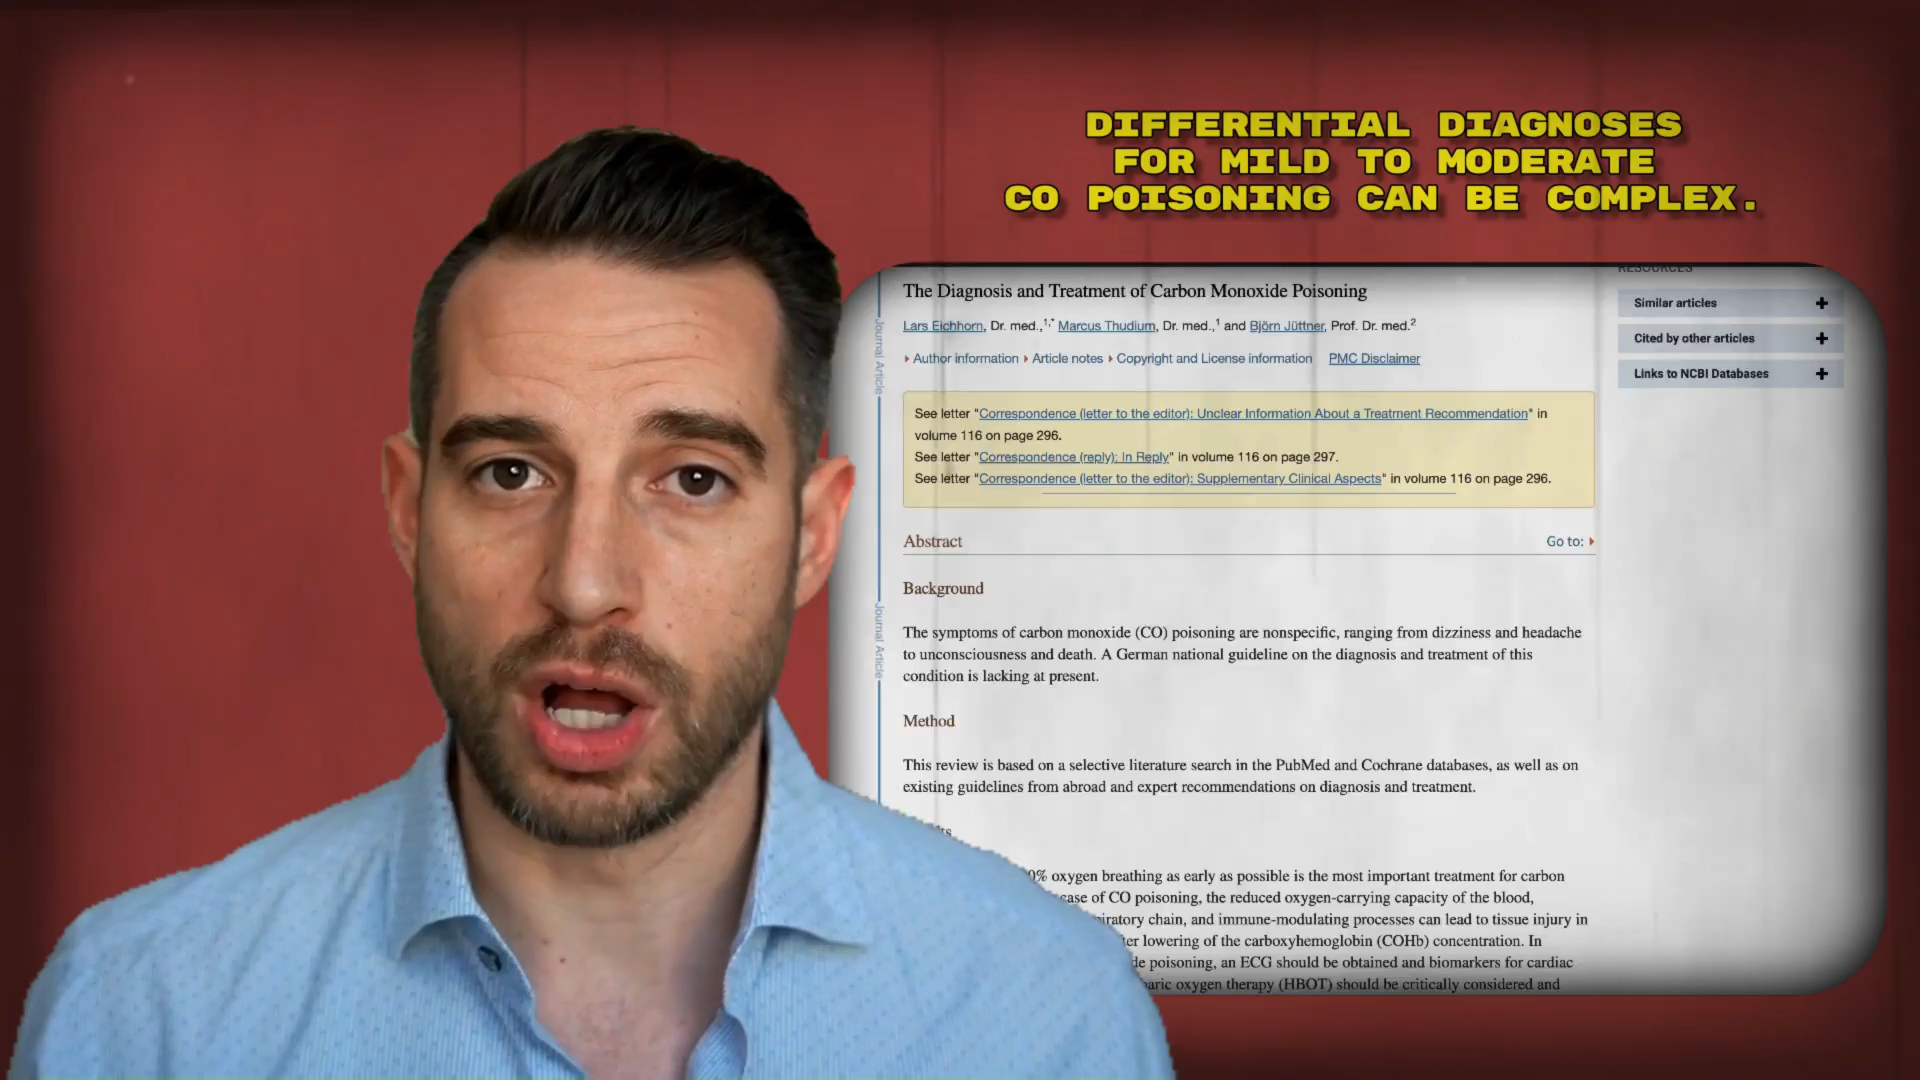 DIFFERENTIAL DIAGNOSES
FOR MILD TO MODERATE
CO POISONING CAN BE COMPLEX.
RESOURCES
The Diagnosis and Treatment of Carbon Monoxide Poisoning
Lars Eichhorn, Dr. med.,1,* Marcus Thudium, Dr. med.,1 and Björn Jüttner, Prof. Dr. med.2
Author information Article notes Copyright and License information PMC Disclaimer
Similar articles +
Cited by other articles +
Links to NCBI Databases +
See letter "Correspondence (letter to the editor): Unclear Information About a Treatment Recommendation" in
volume 116 on page 296.
See letter "Correspondence (reply): In Reply" in volume 116 on page 297.
See letter "Correspondence (letter to the editor): Supplementary Clinical Aspects" in volume 116 on page 296.
Abstract
Go to:
Background
The symptoms of carbon monoxide (CO) poisoning are nonspecific, ranging from dizziness and headache
to unconsciousness and death. A German national guideline on the diagnosis and treatment of this
condition is lacking at present.
Method
This review is based on a selective literature search in the PubMed and Cochrane databases, as well as on
existing guidelines from abroad and expert recommendations on diagnosis and treatment.
oxygen breathing as early as possible is the most important treatment for carbon
case of CO poisoning, the reduced oxygen-carrying capacity of the blood,
chain, and immune-modulating processes can lead to tissue injury in
lowering of the carboxyhemoglobin (COHb) concentration. In
poisoning, an ECG should be obtained and biomarkers for cardiac
oxygen therapy (HBOT) should be critically considered and
Journal Article
Journal Article